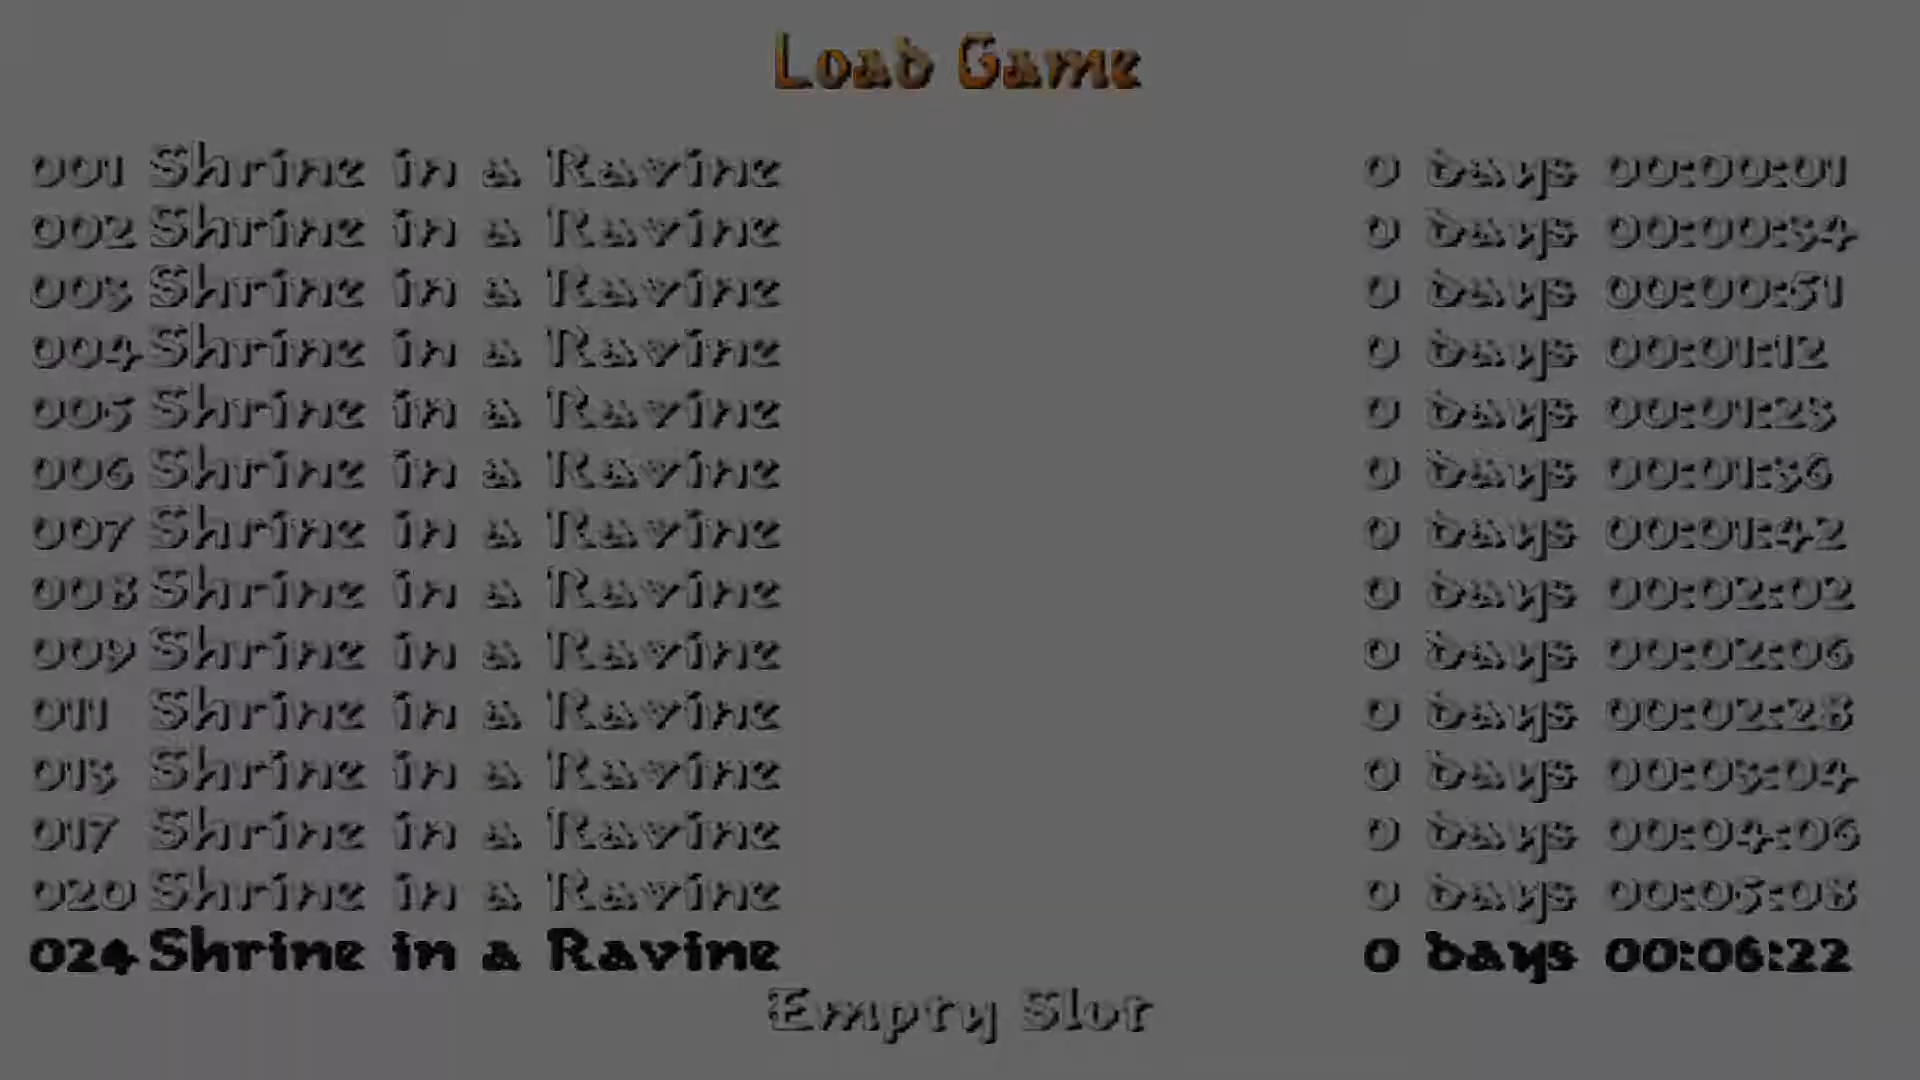 Load Game
001 Shrine in a Ravine 0 days 00:00:01
002 Shrine in a Ravine 0 days 00:00:34
003 Shrine in a Ravine 0 days 00:00:51
004 Shrine in a Ravine 0 days 00:01:12
005 Shrine in a Ravine 0 days 00:01:23
006 Shrine in a Ravine 0 days 00:01:36
007 Shrine in a Ravine 0 days 00:01:42
008 Shrine in a Ravine 0 days 00:02:02
009 Shrine in a Ravine 0 days 00:02:06
011 Shrine in a Ravine 0 days 00:02:28
013 Shrine in a Ravine 0 days 00:03:04
017 Shrine in a Ravine 0 days 00:04:06
020 Shrine in a Ravine 0 days 00:05:08
024 Shrine in a Ravine 0 days 00:06:22
Empty Slot